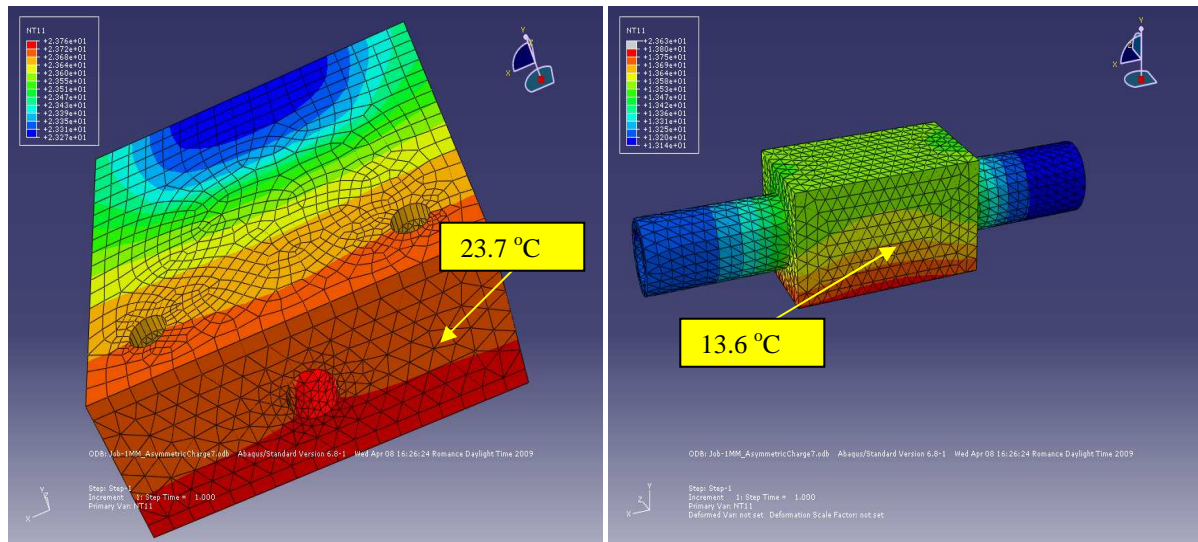 NT11
+2.376e+01
+2.372e+01
+2.368e+01
+2.364e+01
+2.360e+01
+2.355e+01
+2.351e+01
+2.347e+01
+2.343e+01
+2.339e+01
+2.335e+01
+2.331e+01
+2.327e+01
Y
X
23.7 °C
ODB: Job-1MM_AsymmetricCharge7.odb Abaqus/Standard Version 6.8-1 Wed Apr 08 16:26:24 Romance Daylight Time 2009
Step: Step-1
Increment 1: Step Time = 1.000
Primary Var: NT11
X
NT11
+2.363e+01
+1.380e+01
+1.375e+01
+1.369e+01
+1.364e+01
+1.358e+01
+1.353e+01
+1.347e+01
+1.342e+01
+1.336e+01
+1.331e+01
+1.325e+01
+1.320e+01
+1.314e+01
Y
X
13.6 °C
ODB: Job-1MM_AsymmetricCharge7.odb Abaqus/Standard Version 6.8-1 Wed Apr 08 16:26:24 Romance Daylight Time 2009
Step: Step-1
Increment 1: Step Time = 1.000
Primary Var: NT11
Deformed Var: not set Deformation Scale Factor: not set
Y
Z
X